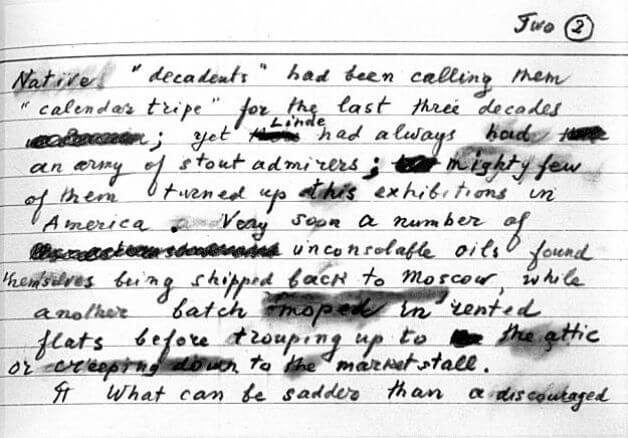 Two 2
Native "decadents" had been calling them
"calendar tripe" for the last three decades
; yet Linde had always had
an army of stout admirers; mighty few
of them turned up at his exhibitions in
America. Very soon a number of
unconsolable oils found
themselves being shipped back to Moscow, while
another batch moped in rented
flats before trouping up to the attic
or creeping down to the market stall.
¶ What can be sadder than a discouraged